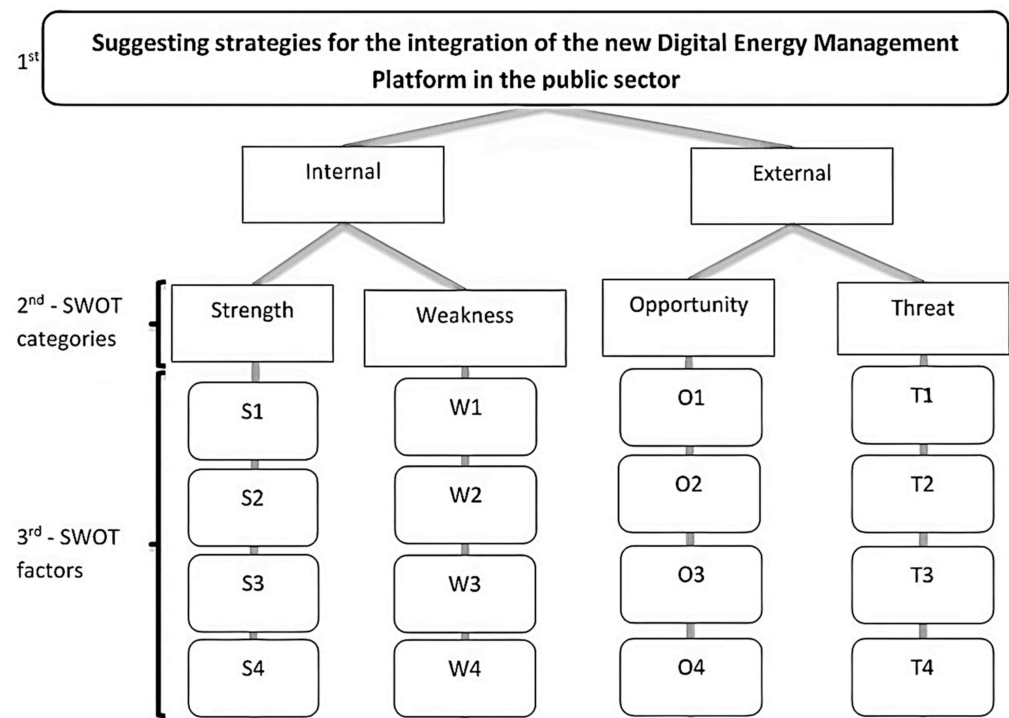 1st
Suggesting strategies for the integration of the new Digital Energy Management
Platform in the public sector
Internal
External
2nd - SWOT
categories
Strength
Weakness
Opportunity
Threat
3rd - SWOT
factors
S1
W1
O1
T1
S2
W2
O2
T2
S3
W3
O3
T3
S4
W4
O4
T4